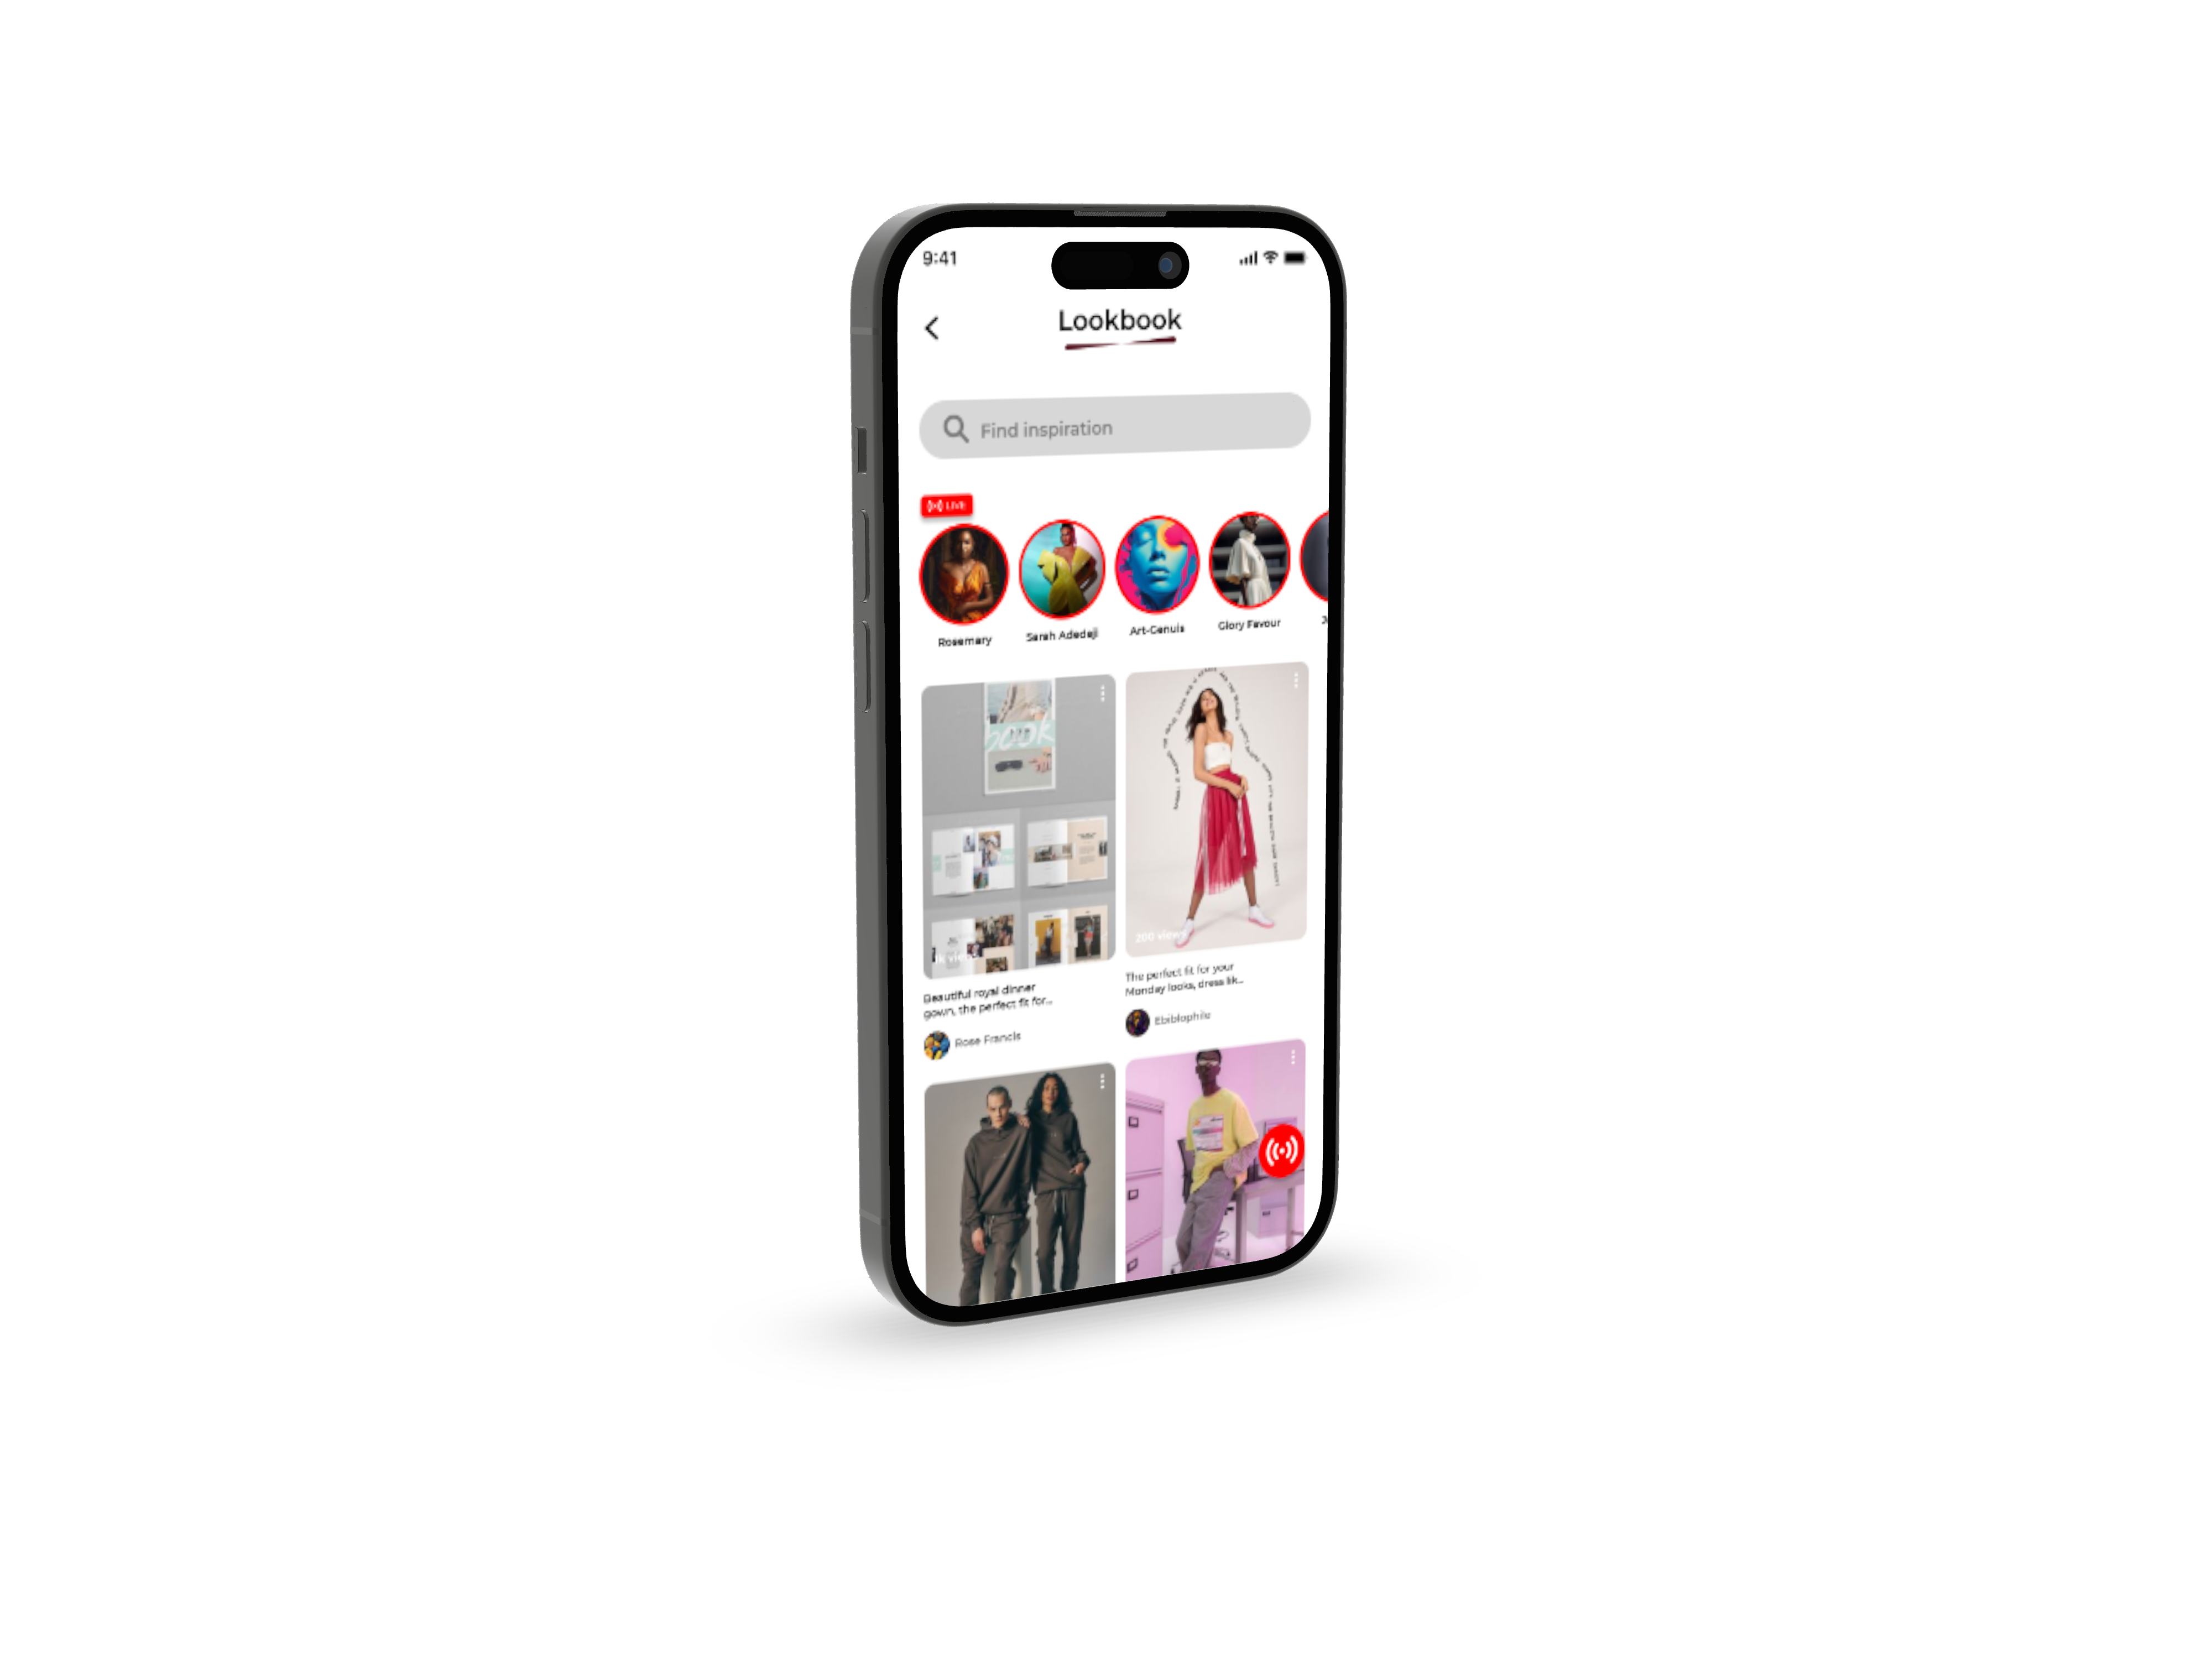 9:41
Lookbook
Find inspiration
LIVE
Rosemary
Sarah Adedeji
Art-Genuis
Glory Favour
book
200 views
k views
Beautiful royal dinner
gown, the perfect fit for...
The perfect fit for your
Monday looks, dress lik...
Rose Francis
Ebiblophile